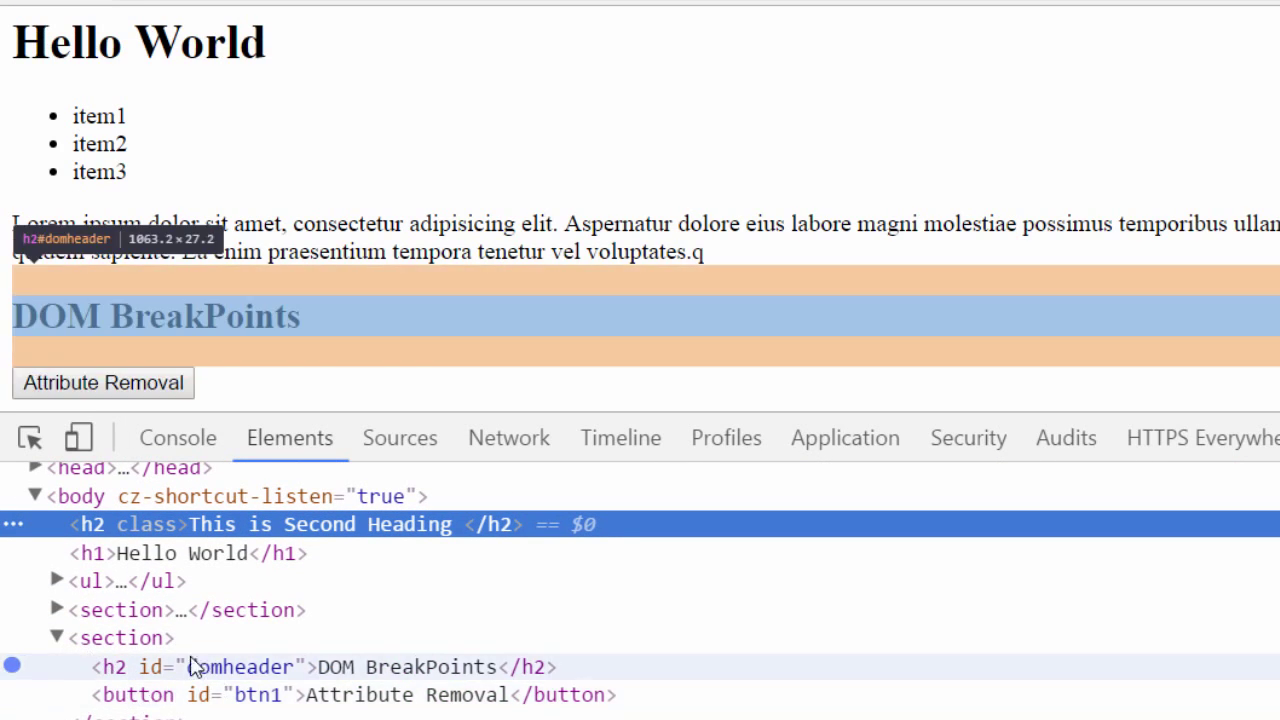 Hello World
• item1
• item2
• item3
Lorem ipsum dolor sit amet, consectetur adipisicing elit. Aspernatur dolore eius labore magni molestiae possimus temporibus ullan
h2#domheader | 1063.2 × 27.2
enim praesentium tempora tenetur vel voluptates.q
DOM BreakPoints
Attribute Removal
Console Elements Sources Network Timeline Profiles Application Security Audits HTTPS Everywhe
<head>…</head>
<body cz-shortcut-listen="true">
… <h2 class>This is Second Heading </h2> == $0
<h1>Hello World</h1>
<ul>…</ul>
<section>…</section>
<section>
<h2 id="domheader">DOM BreakPoints</h2>
<button id="btn1">Attribute Removal</button>